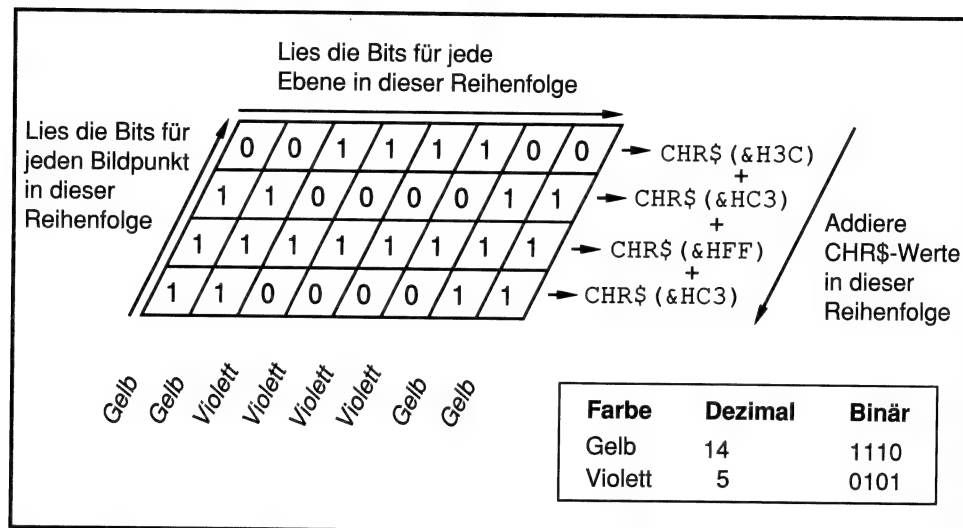 Lies die Bits für jede
Ebene in dieser Reihenfolge
Lies die Bits für
jeden Bildpunkt
in dieser
Reihenfolge
0 0 1 1 1 1 0 0
CHR$(&H3C)
+
1 1 0 0 0 0 1 1
CHR$(&HC3)
+
1 1 1 1 1 1 1 1
CHR$(&HFF)
+
1 1 0 0 0 0 1 1
CHR$(&HC3)
Addiere
CHR$-Werte
in dieser
Reihenfolge
Gelb
Gelb
Violett
Violett
Violett
Violett
Gelb
Gelb
Farbe Dezimal Binär
Gelb 14 1110
Violett 5 0101